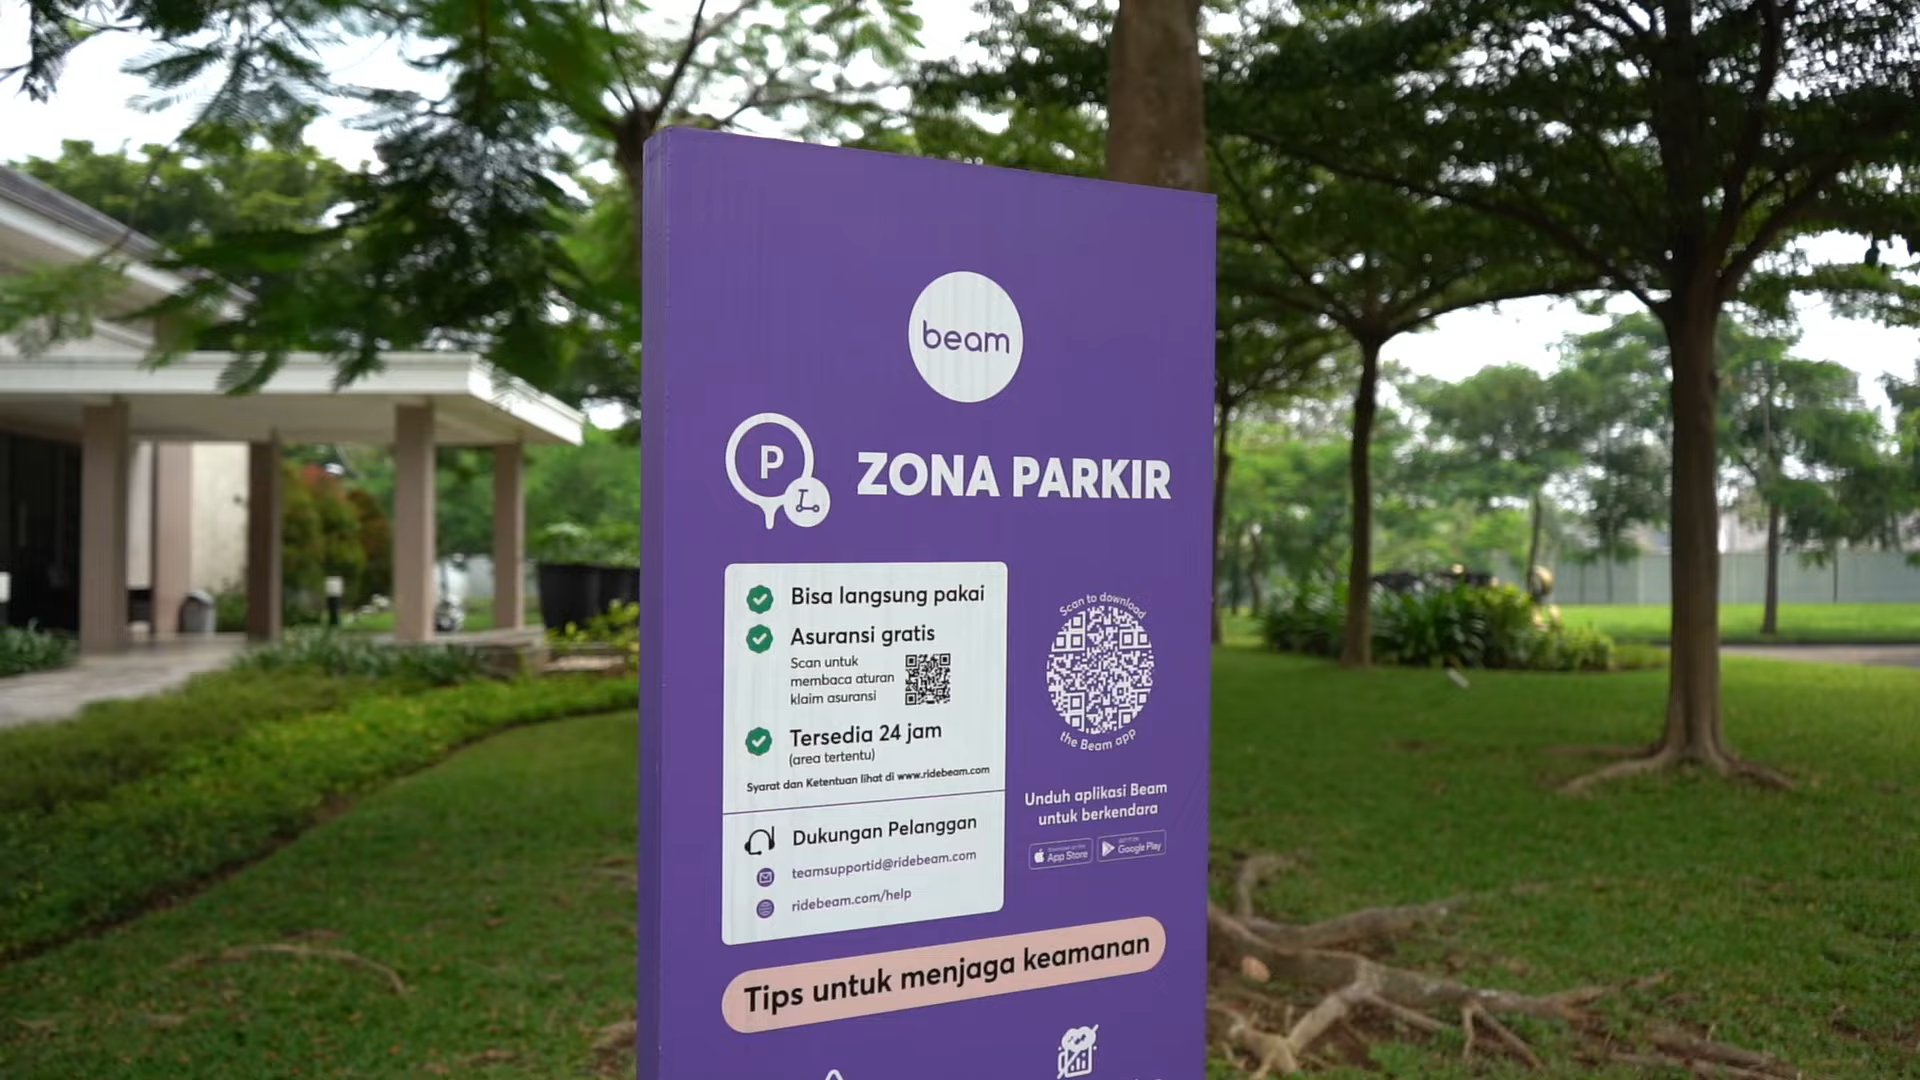 beam
P
ZONA PARKIR
Bisa langsung pakai
Asuransi gratis
Scan untuk
membaca aturan
klaim asuransi
Tersedia 24 jam
(area tertentu)
Syarat dan Ketentuan lihat di www.ridebeam.com
Dukungan Pelanggan
teamsupportid@ridebeam.com
ridebeam.com/help
Scan to download
the Beam app
Unduh aplikasi Beam
untuk berkendara
App Store
Google Play
Tips untuk menjaga keamanan